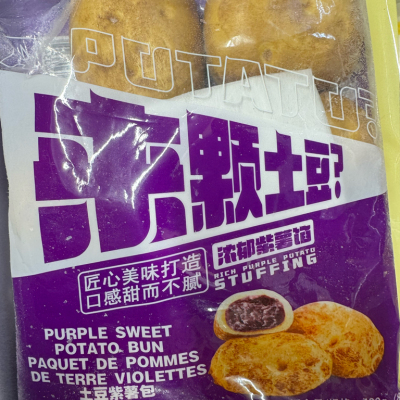 POTATO?
来颗土豆?
浓郁紫薯馅
RICH PURPLE POTATO
STUFFING
匠心美味打造
口感甜而不腻
PURPLE SWEET
POTATO BUN
PAQUET DE POMMES
DE TERRE VIOLETTES
土豆紫薯包